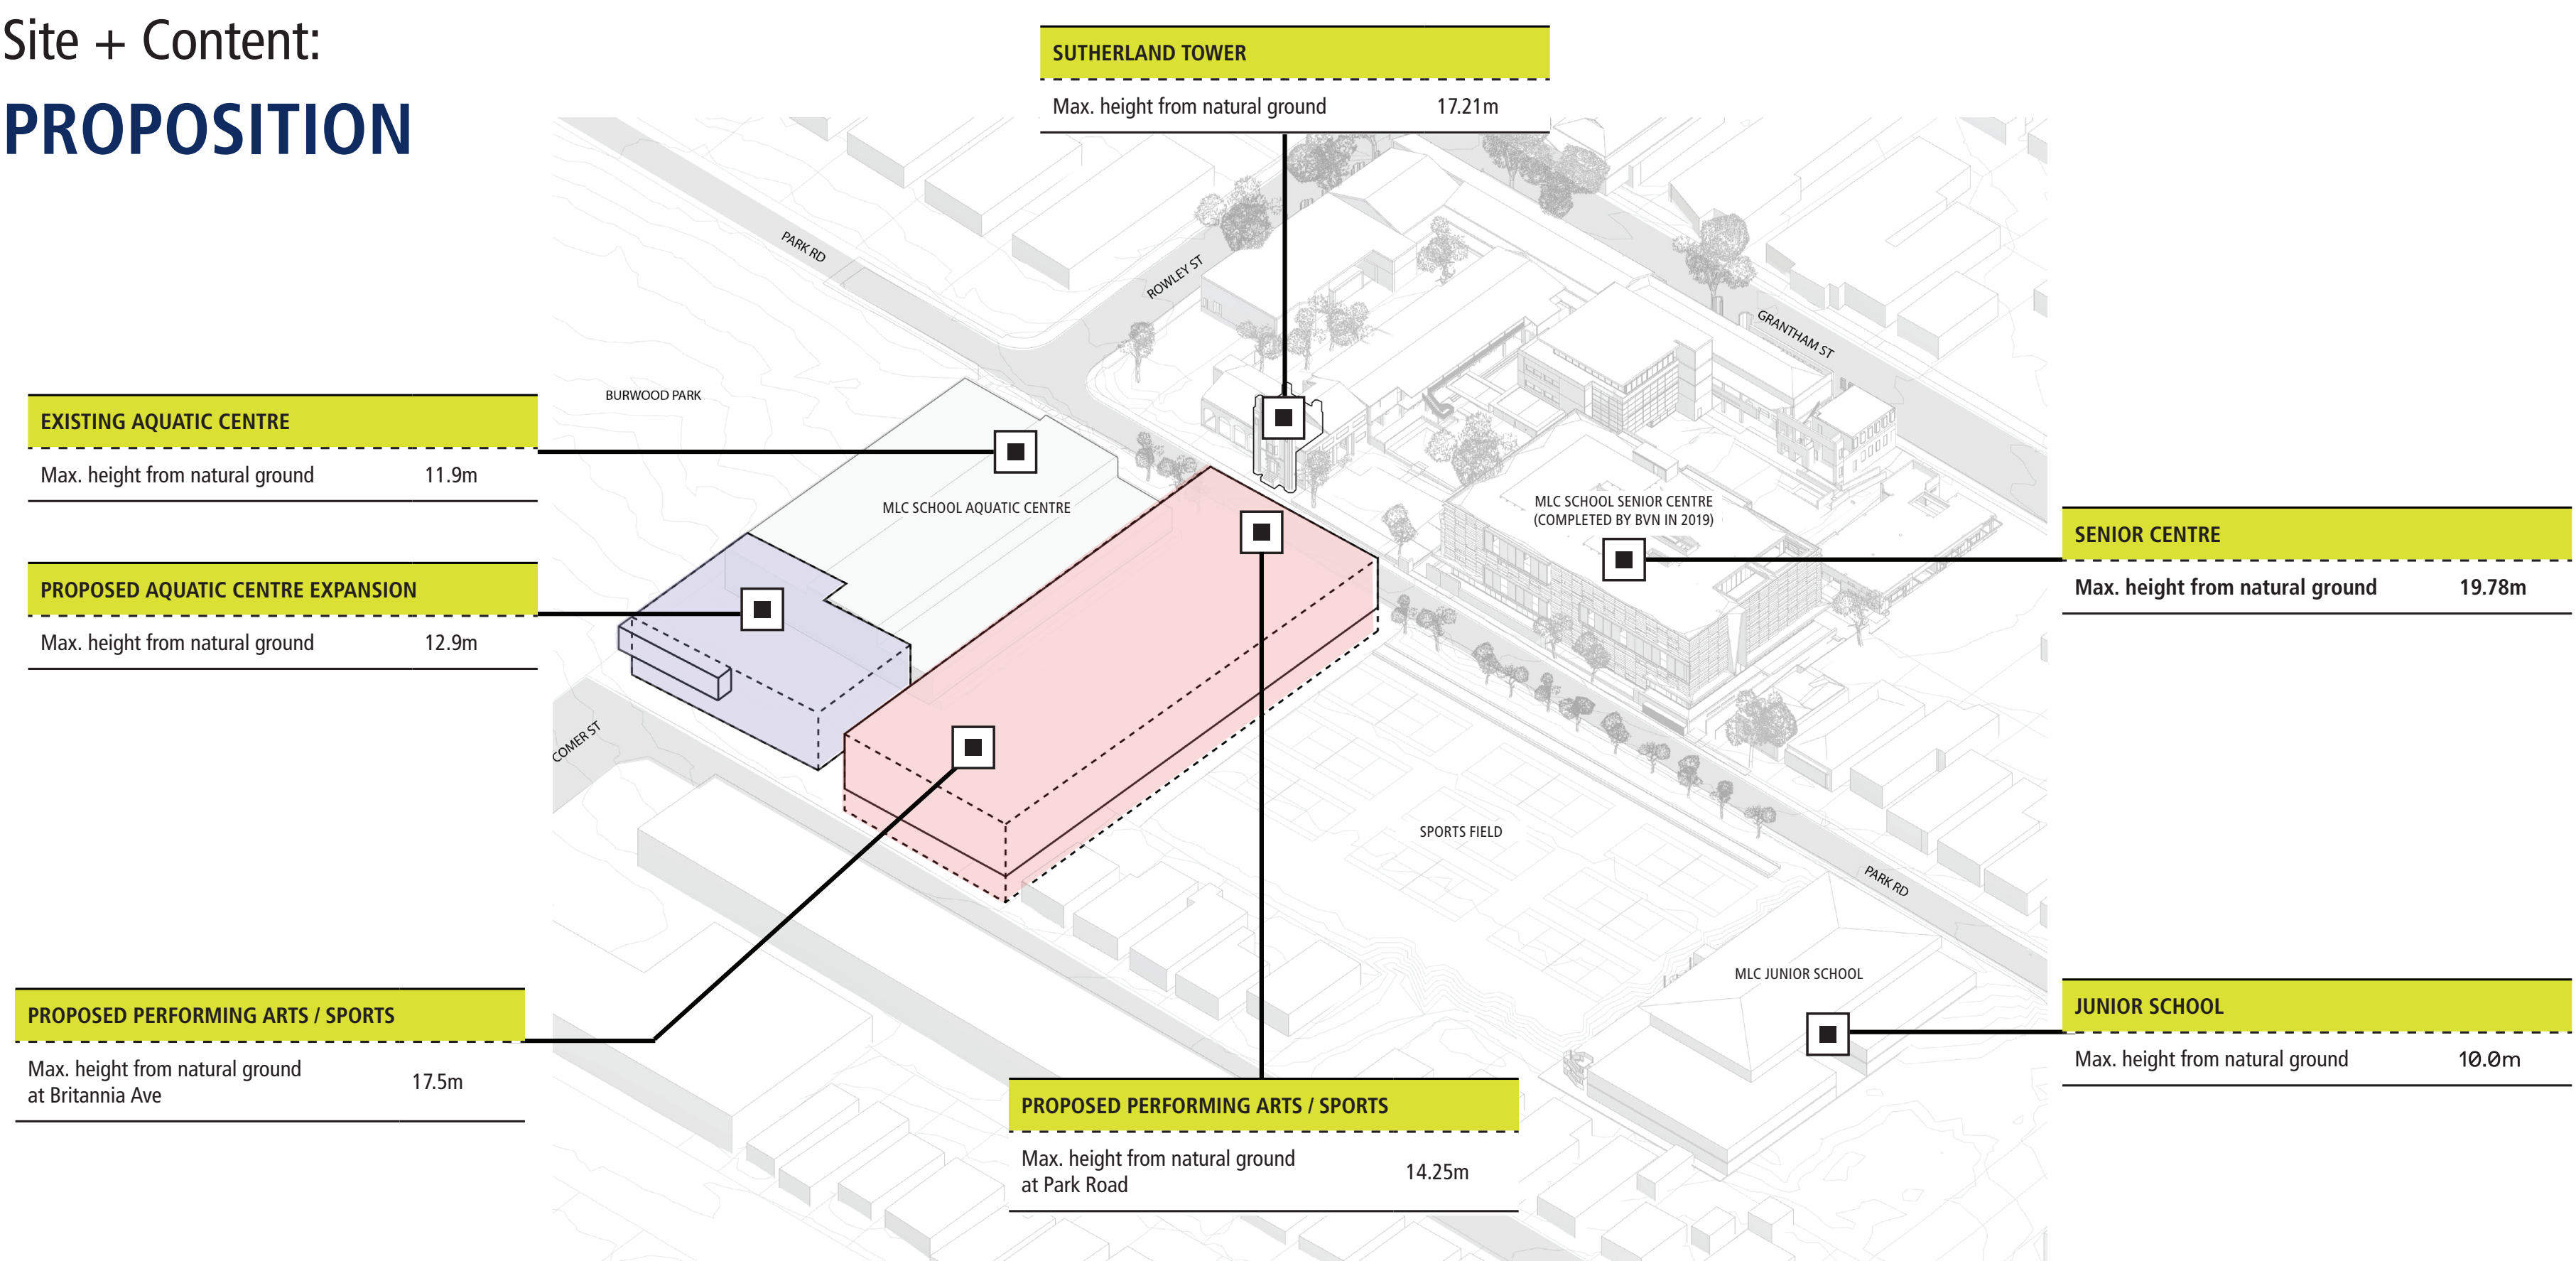 Site + Content:
PROPOSITION
SUTHERLAND TOWER
Max. height from natural ground 17.21m
PARK RD
ROWLEY ST
GRANTHAM ST
BURWOOD PARK
EXISTING AQUATIC CENTRE
Max. height from natural ground 11.9m
MLC SCHOOL AQUATIC CENTRE
MLC SCHOOL SENIOR CENTRE
(COMPLETED BY BVN IN 2019)
SENIOR CENTRE
Max. height from natural ground 19.78m
PROPOSED AQUATIC CENTRE EXPANSION
Max. height from natural ground 12.9m
COMER ST
SPORTS FIELD
PARK RD
MLC JUNIOR SCHOOL
JUNIOR SCHOOL
Max. height from natural ground 10.0m
PROPOSED PERFORMING ARTS / SPORTS
Max. height from natural ground
at Britannia Ave 17.5m
PROPOSED PERFORMING ARTS / SPORTS
Max. height from natural ground
at Park Road 14.25m